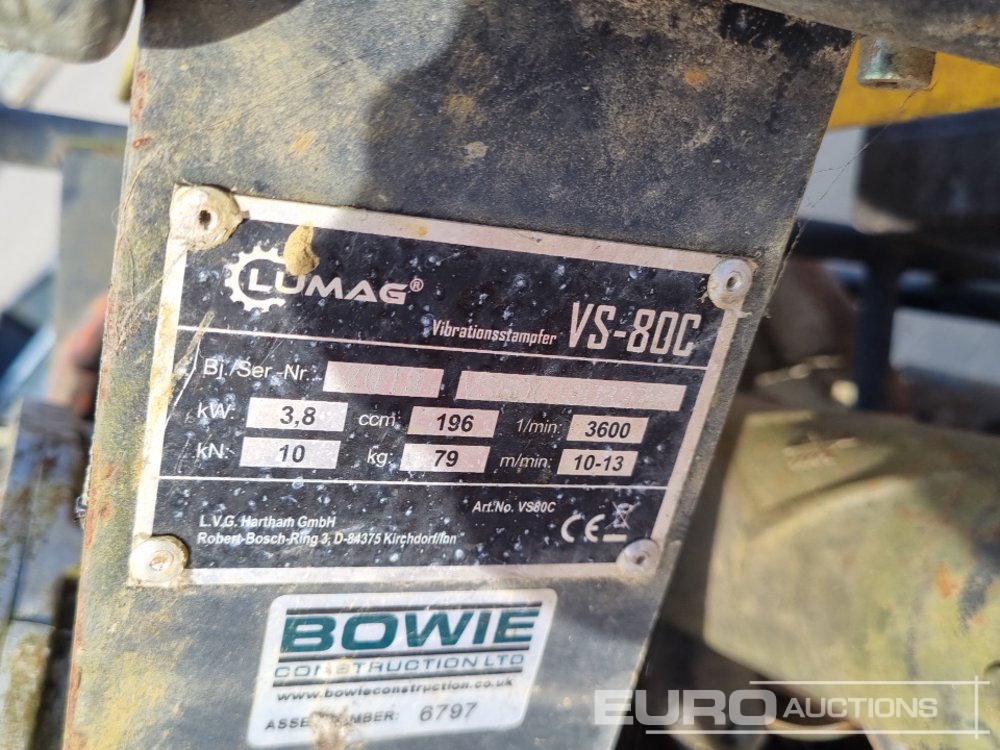 LUMAG®
Vibrationsstampfer VS-80C
Bj./Ser.-Nr.:
kW: 3,8 ccm: 196 1/min: 3600
kN: 10 kg: 79 m/min: 10-13
Art.No. VS80C
CE
L.V.G. Hartham GmbH
Robert-Bosch-Ring 3, D-84375 Kirchdorf/Inn
BOWIE
CONSTRUCTION LTD
www.bowieconstruction.co.uk
ASSET NUMBER: 6797
EURO AUCTIONS